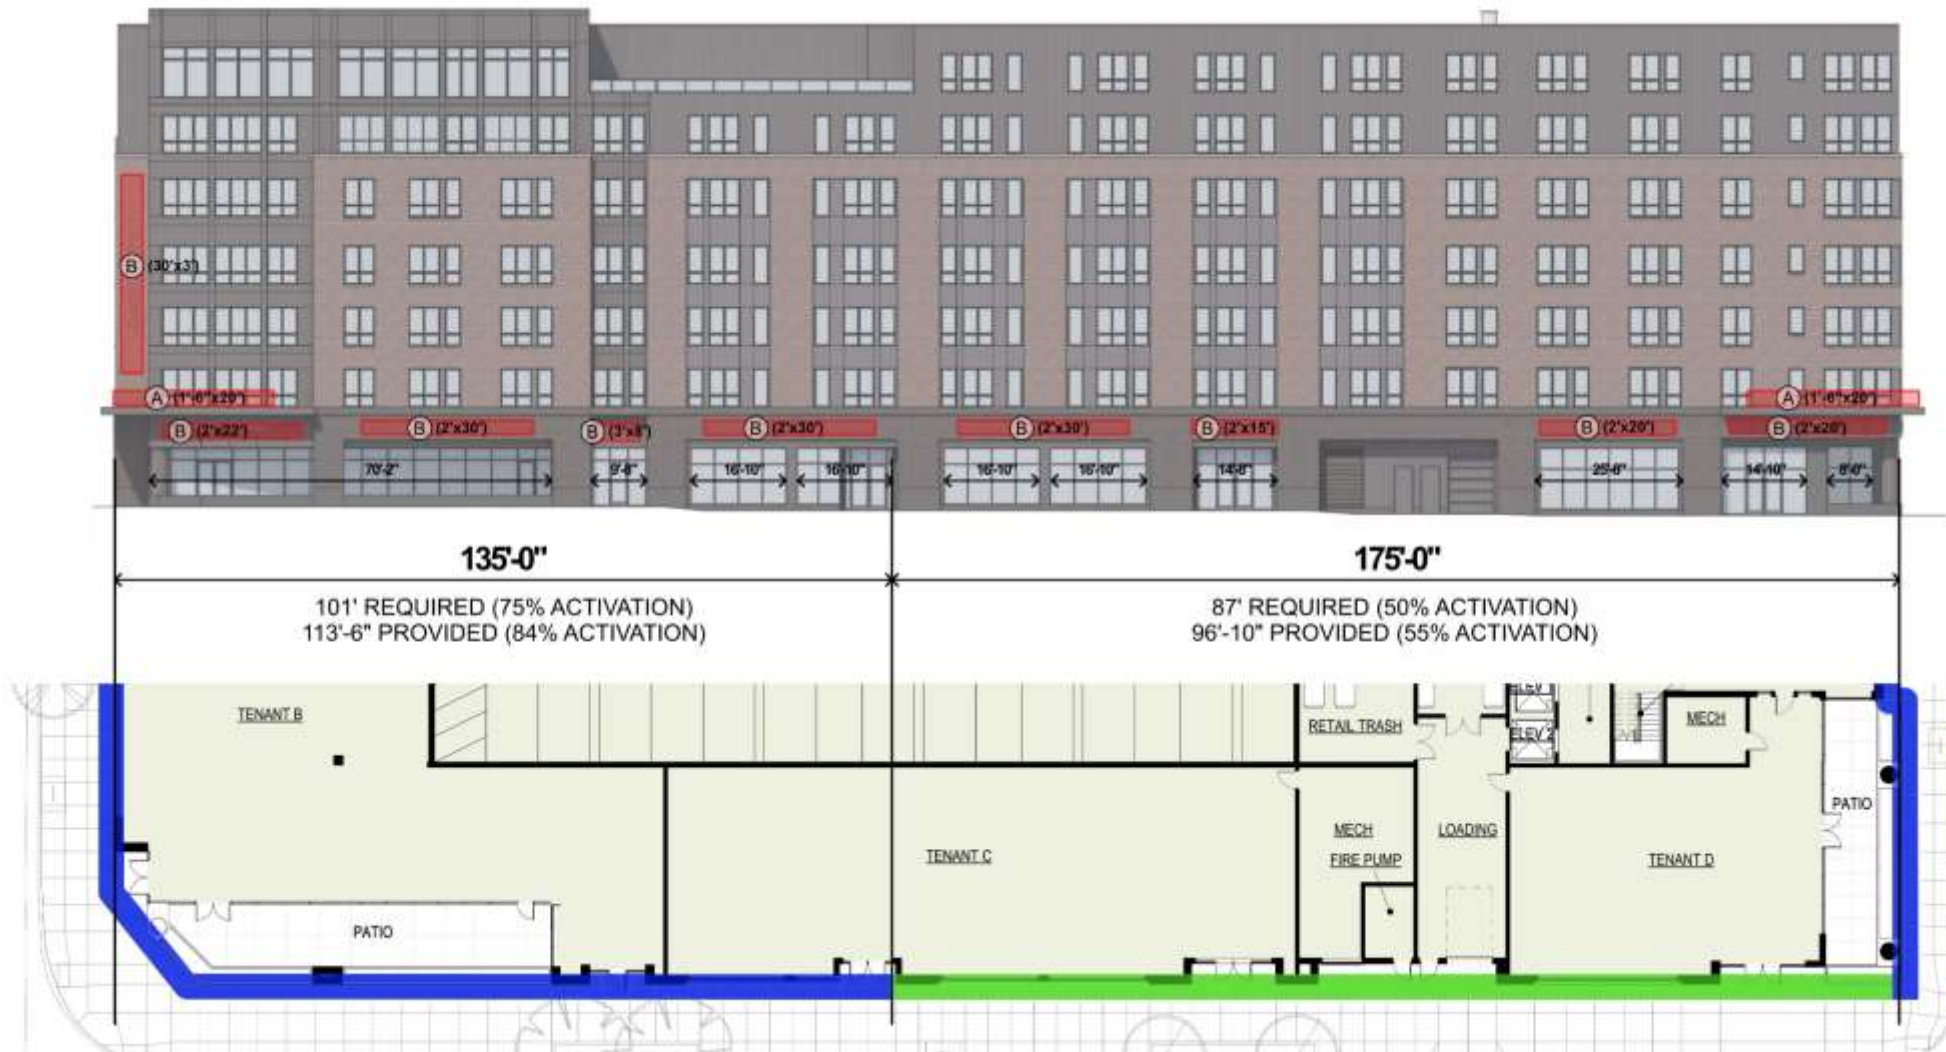 B (30'x3')
A (1'-6"x20')
A (1'-6"x20')
B (2'x22')
B (2'x30')
B (3'x8')
B (2'x30')
B (2'x30')
B (2'x15')
B (2'x20')
B (2'x20')
70'-2"
9'-8"
16'-10"
16'-10"
16'-10"
16'-10"
14'-8"
25'-8"
14'-10"
8'-0"
135'-0"
175'-0"
101' REQUIRED (75% ACTIVATION)
113'-6" PROVIDED (84% ACTIVATION)
87' REQUIRED (50% ACTIVATION)
96'-10" PROVIDED (55% ACTIVATION)
TENANT B
RETAIL TRASH
ELEV 2
MECH
PATIO
TENANT C
MECH
FIRE PUMP
LOADING
TENANT D
PATIO